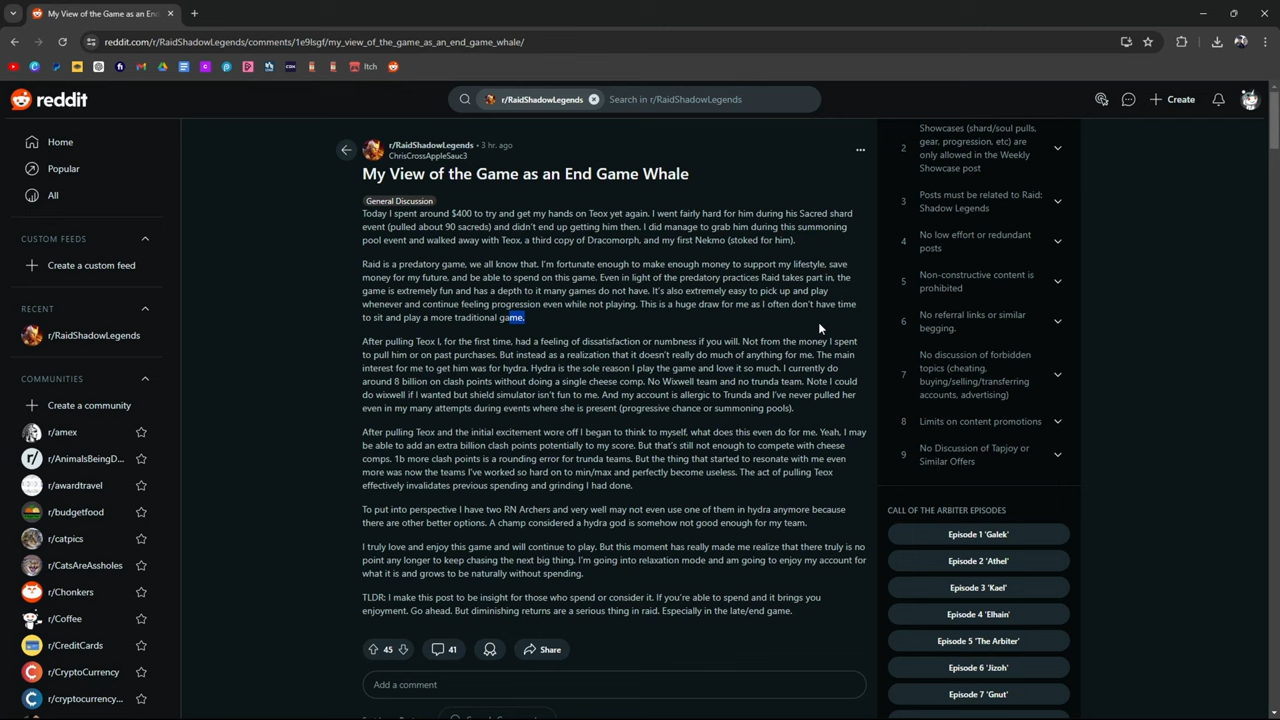 My View of the Game as an En
reddit.com/r/RaidShadowLegends/comments/1e9lsgf/my_view_of_the_game_as_an_end_game_whale/
Itch
reddit
r/RaidShadowLegends
Search in r/RaidShadowLegends
Create
Home
Popular
All
CUSTOM FEEDS
Create a custom feed
RECENT
r/RaidShadowLegends
COMMUNITIES
Create a community
r/amex
r/AnimalsBeingD...
r/awardtravel
r/budgetfood
r/catpics
r/CatsAreAssholes
r/Chonkers
r/Coffee
r/CreditCards
r/CryptoCurrency
r/cryptocurrency...
r/RaidShadowLegends • 3 hr. ago
ChrisCrossAppleSauc3
My View of the Game as an End Game Whale
General Discussion
Today I spent around $400 to try and get my hands on Teox yet again. I went fairly hard for him during his Sacred shard
event (pulled about 90 sacreds) and didn't end up getting him then. I did manage to grab him during this summoning
pool event and walked away with Teox, a third copy of Dracomorph, and my first Nekmo (stoked for him).
Raid is a predatory game, we all know that. I'm fortunate enough to make enough money to support my lifestyle, save
money for my future, and be able to spend on this game. Even in light of the predatory practices Raid takes part in, the
game is extremely fun and has a depth to it many games do not have. It's also extremely easy to pick up and play
whenever and continue feeling progression even while not playing. This is a huge draw for me as I often don't have time
to sit and play a more traditional game.
After pulling Teox I, for the first time, had a feeling of dissatisfaction or numbness if you will. Not from the money I spent
to pull him or on past purchases. But instead as a realization that it doesn't really do much of anything for me. The main
interest for me to get him was for hydra. Hydra is the sole reason I play the game and love it so much. I currently do
around 8 billion on clash points without doing a single cheese comp. No Wixwell team and no trunda team. Note I could
do wixwell if I wanted but shield simulator isn't fun to me. And my account is allergic to Trunda and I've never pulled her
even in my many attempts during events where she is present (progressive chance or summoning pools).
After pulling Teox and the initial excitement wore off I began to think to myself, what does this even do for me. Yeah, I may
be able to add an extra billion clash points potentially to my score. But that's still not enough to compete with cheese
comps. 1b more clash points is a rounding error for trunda teams. But the thing that started to resonate with me even
more was now the teams I've worked so hard on to min/max and perfectly become useless. The act of pulling Teox
effectively invalidates previous spending and grinding I had done.
To put into perspective I have two RN Archers and very well may not even use one of them in hydra anymore because
there are other better options. A champ considered a hydra god is somehow not good enough for my team.
I truly love and enjoy this game and will continue to play. But this moment has really made me realize that there truly is no
point any longer to keep chasing the next big thing. I'm going into relaxation mode and am going to enjoy my account for
what it is and grows to be naturally without spending.
TLDR: I make this post to be insight for those who spend or consider it. If you're able to spend and it brings you
enjoyment. Go ahead. But diminishing returns are a serious thing in raid. Especially in the late/end game.
45
41
Share
Add a comment
Showcases (shard/soul pulls,
2 gear, progression, etc) are
only allowed in the Weekly
Showcase post
3 Posts must be related to Raid:
Shadow Legends
4 No low effort or redundant
posts
5 Non-constructive content is
prohibited
6 No referral links or similar
begging.
No discussion of forbidden
7 topics (cheating,
buying/selling/transferring
accounts, advertising)
8 Limits on content promotions
9 No Discussion of Tapjoy or
Similar Offers
CALL OF THE ARBITER EPISODES
Episode 1 'Galek'
Episode 2 'Athel'
Episode 3 'Kael'
Episode 4 'Elhain'
Episode 5 'The Arbiter'
Episode 6 'Jizoh'
Episode 7 'Gnut'